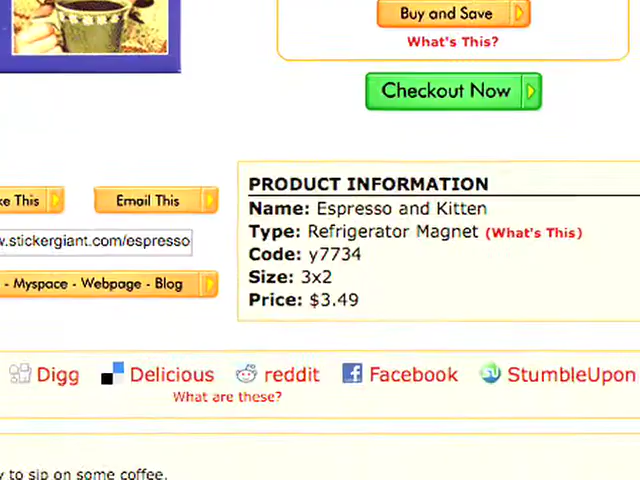 Buy and Save
What's This?
Checkout Now
ke This
Email This
PRODUCT INFORMATION
Name: Espresso and Kitten
Type: Refrigerator Magnet (What's This)
Code: y7734
Size: 3x2
Price: $3.49
w.stickergiant.com/espresso
- Myspace - Webpage - Blog
Digg Delicious reddit Facebook StumbleUpon
What are these?
y to sip on some coffee.